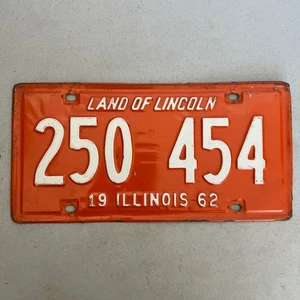 LAND OF LINCOLN
250 454
19 ILLINOIS 62